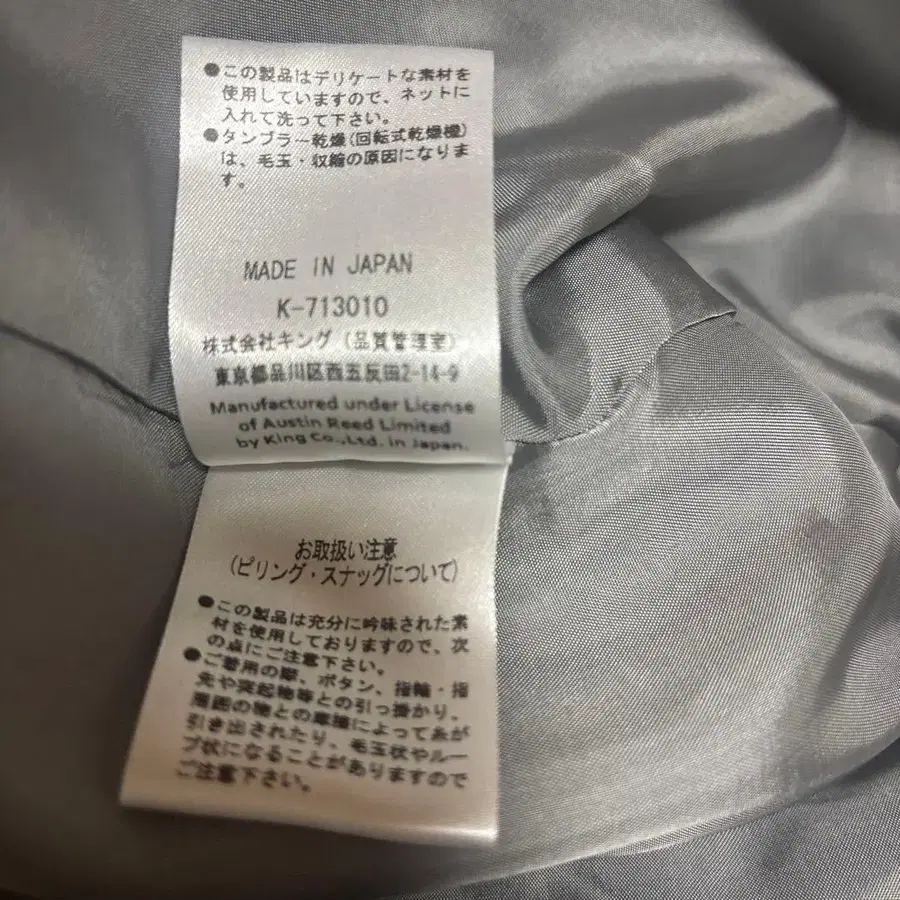 ●この製品はデリケートな素材を
使用していますので、ネットに
入れて洗って下さい。
●タンブラー乾燥(回転式乾燥機)
は、毛玉・収縮の原因になりま
す。
MADE IN JAPAN
K-713010
株式会社キング(品質管理室)
東京都品川区西五反田2-14-9
Manufactured under License
of Austin Reed Limited
by King Co.,Ltd. in Japan.
お取扱い注意
(ピリング・スナッグについて)
●この製品は充分に吟味された素
材を使用しておりますので、次
の点にご注意下さい。
●ご着用の際、ボタン、指輪・指
先や突起物等との引っ掛かり、
周囲の物との摩擦によって糸が
引き出されたり、毛玉状やルー
プ状になることがありますので
ご注意下さい。